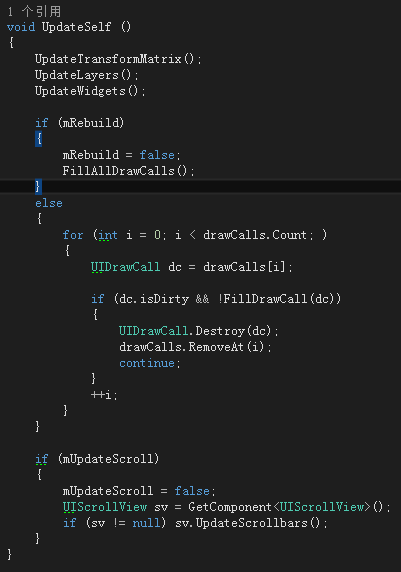 1 个引用
void UpdateSelf ()
{
    UpdateTransformMatrix();
    UpdateLayers();
    UpdateWidgets();

    if (mRebuild)
    {
        mRebuild = false;
        FillAllDrawCalls();
    }
    else
    {
        for (int i = 0; i < drawCalls.Count; )
        {
            UIDrawCall dc = drawCalls[i];

            if (dc.isDirty && !FillDrawCall(dc))
            {
                UIDrawCall.Destroy(dc);
                drawCalls.RemoveAt(i);
                continue;
            }
            ++i;
        }
    }

    if (mUpdateScroll)
    {
        mUpdateScroll = false;
        UIScrollView sv = GetComponent<UIScrollView>();
        if (sv != null) sv.UpdateScrollbars();
    }
}